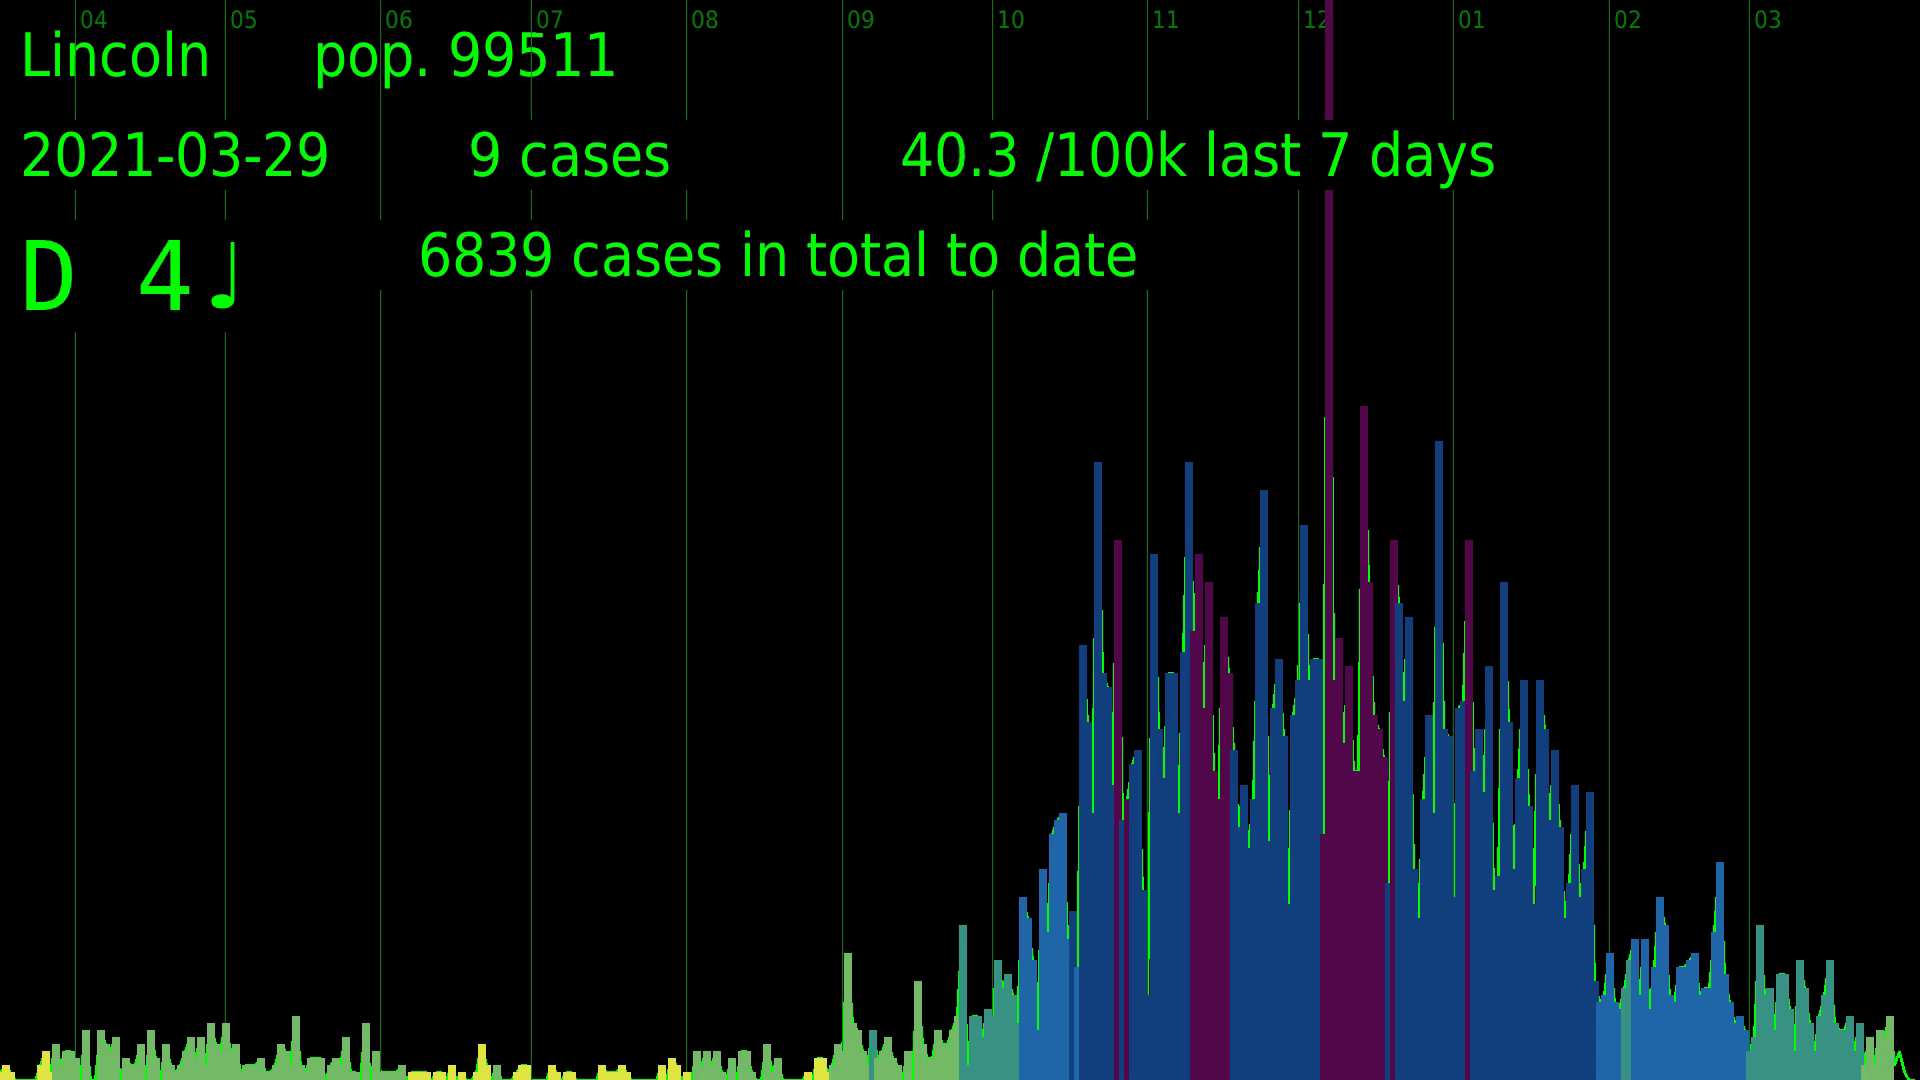 04 05 06 07 08 09 10 11 12 01 02 03
Lincoln pop. 99511
2021-03-29 9 cases 40.3 /100k last 7 days
D 4♩ 6839 cases in total to date